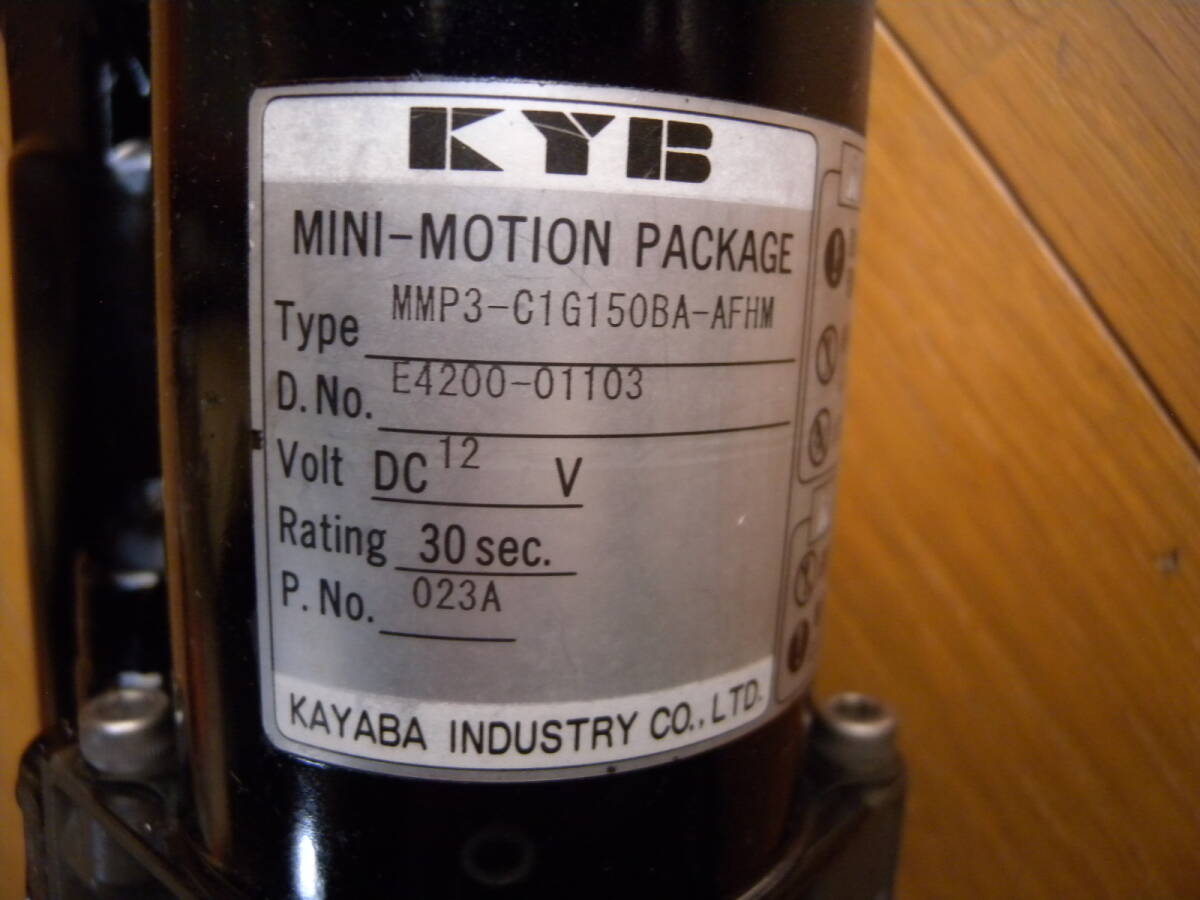 KYB
MINI-MOTION PACKAGE
Type MMP3-C1G150BA-AFHM
D.No. E4200-01103
Volt DC 12 V
Rating 30 sec.
P.No. 023A
KAYABA INDUSTRY CO.,LTD.